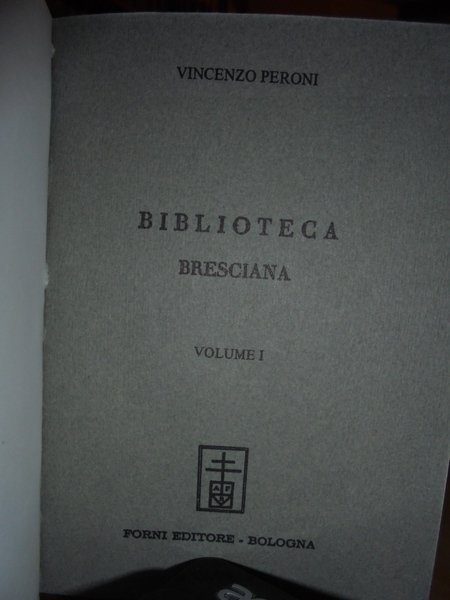 VINCENZO PERONI
BIBLIOTECA
BRESCIANA
VOLUME I
FORNI EDITORE - BOLOGNA